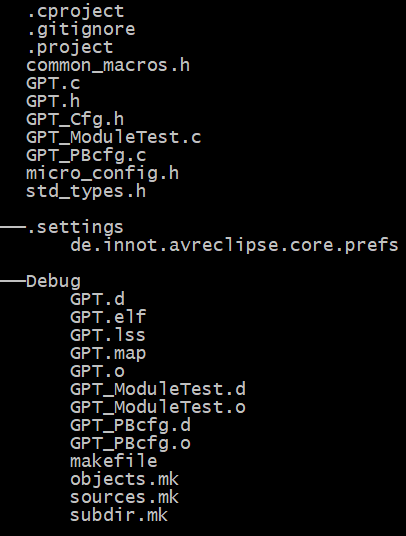 .cproject
.gitignore
.project
common_macros.h
GPT.c
GPT.h
GPT_Cfg.h
GPT_ModuleTest.c
GPT_PBcfg.c
micro_config.h
std_types.h
.settings
de.innot.avreclipse.core.prefs
Debug
GPT.d
GPT.elf
GPT.lss
GPT.map
GPT.o
GPT_ModuleTest.d
GPT_ModuleTest.o
GPT_PBcfg.d
GPT_PBcfg.o
makefile
objects.mk
sources.mk
subdir.mk